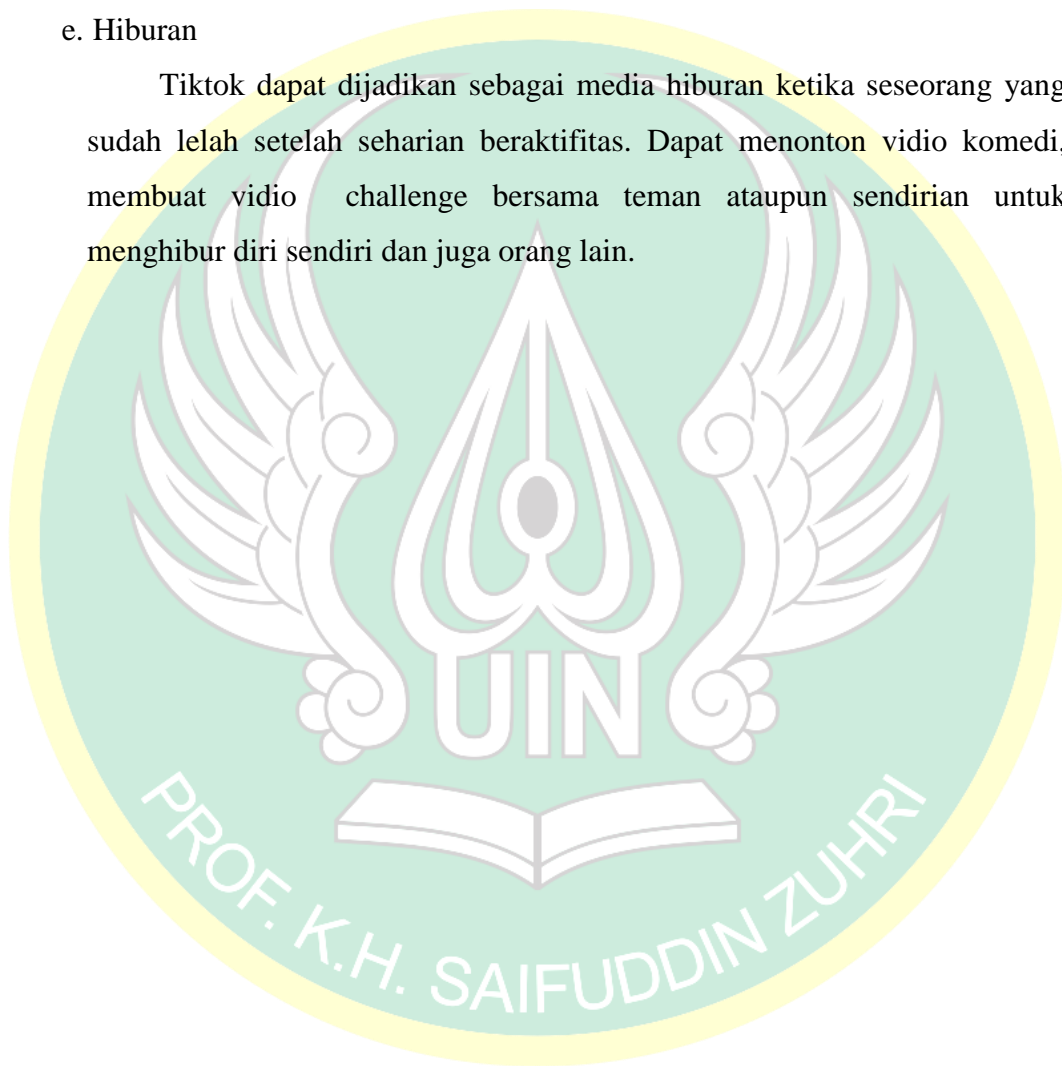 e. Hiburan
Tiktok dapat dijadikan sebagai media hiburan ketika seseorang yang
sudah lelah setelah seharian beraktifitas. Dapat menonton vidio komedi,
membuat vidio challenge bersama teman ataupun sendirian untuk
menghibur diri sendiri dan juga orang lain.
UIN
PROF. K.H. SAIFUDDIN ZUHRI